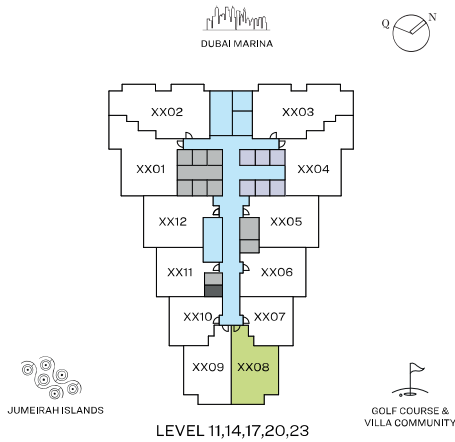 DUBAI MARINA
Q N
XX02 XX03
XX01 XX04
XX12 XX05
XX11 XX06
XX10 XX07
XX09 XX08
JUMEIRAH ISLANDS
GOLF COURSE &
VILLA COMMUNITY
LEVEL 11,14,17,20,23